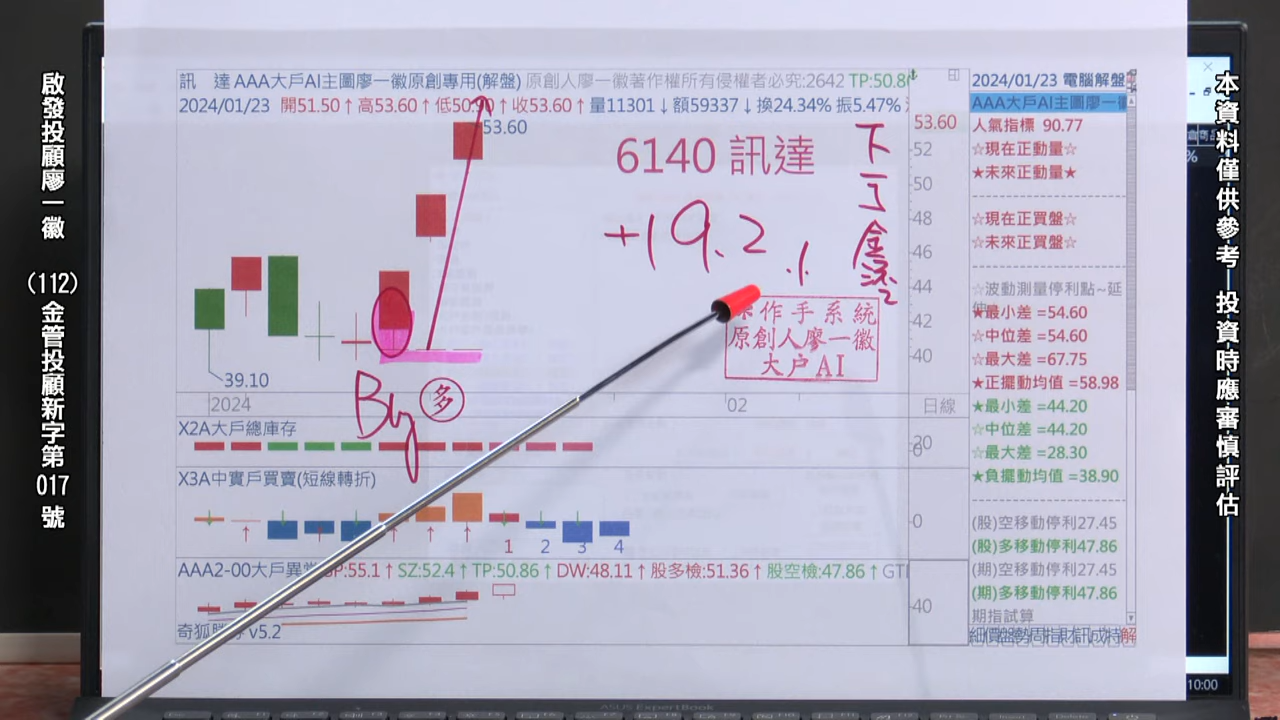 啟發投顧廖一徽 (112)金管投顧新字第017號
訊 達 AAA大戶AI主圖廖一徽原創專用(解盤) 原創人廖一徽著作權所有侵權者必究:2642 TP:50.8
2024/01/23 開51.50↑ 高53.60↑ 低50.↑ 收53.60↑ 量11301↓ 額59337↓ 換24.34% 振5.47%
53.60
6140 訊達
+19.2%
操作手系統
原創人廖一徽
大户AI
39.10
Buy 多
2024
02
日線
53.60
52
50
48
46
44
42
40
X2A大戶總庫存
20
0
X3A中實戶買賣(短線轉折)
0
1 2 3 4
AAA2-00大戶異常 SP:55.1↑ SZ:52.4↑ TP:50.86↑ DW:48.11↑ 股多檢:51.36↑ 股空檢:47.86↑
40
奇狐勝券 v5.2
2024/01/23 電腦解盤
AAA大戶AI主圖廖一徽
人氣指標 90.77
☆現在正動量☆
★未來正動量★
☆現在正買盤☆
☆未來正買盤☆
☆波動測量停利點~延
★最小差 =54.60
☆中位差 =54.60
☆最大差 =67.75
★正擺動均值 =58.98
★最小差 =44.20
☆中位差 =44.20
☆最大差 =28.30
★負擺動均值 =38.90
(股)空移動停利27.45
(股)多移動停利47.86
(期)空移動停利27.45
(期)多移動停利47.86
期指試算
10:00
ASUS ExpertBook
本資料僅供參考 投資時應審慎評估